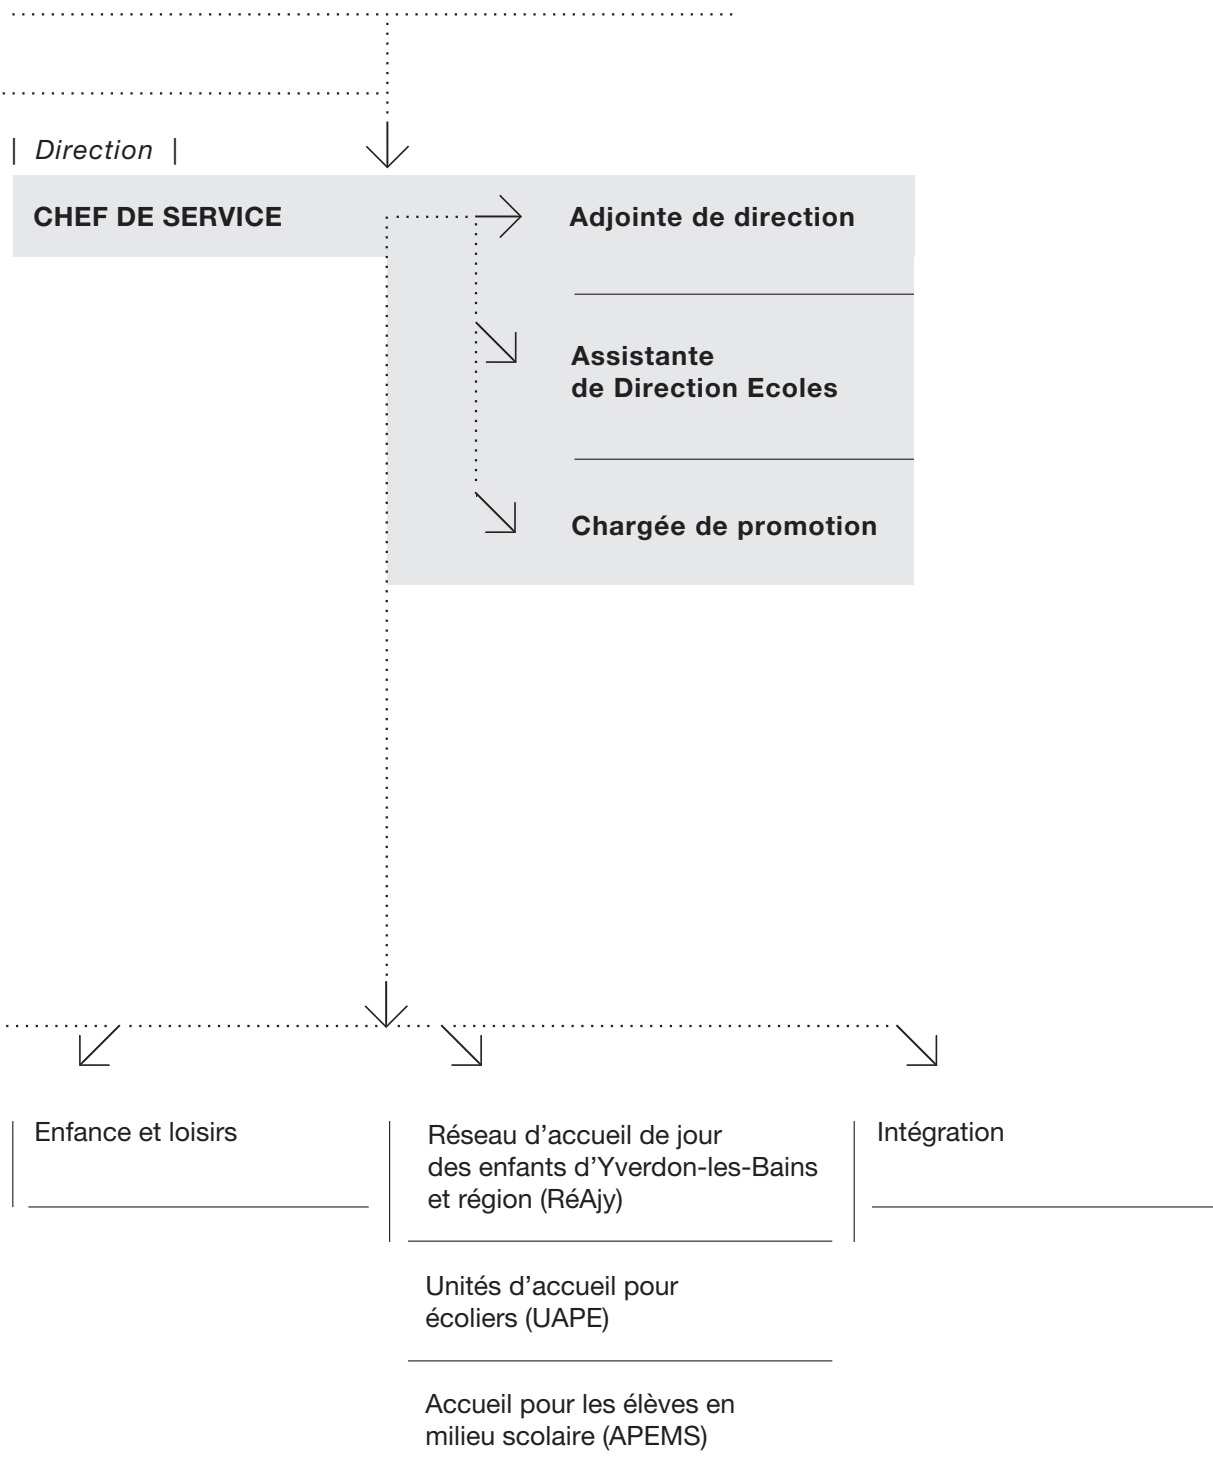 | Direction |
CHEF DE SERVICE
Adjointe de direction
Assistante
de Direction Ecoles
Chargée de promotion
Enfance et loisirs
Réseau d’accueil de jour
des enfants d’Yverdon-les-Bains
et région (RéAjy)
Unités d’accueil pour
écoliers (UAPE)
Accueil pour les élèves en
milieu scolaire (APEMS)
Intégration